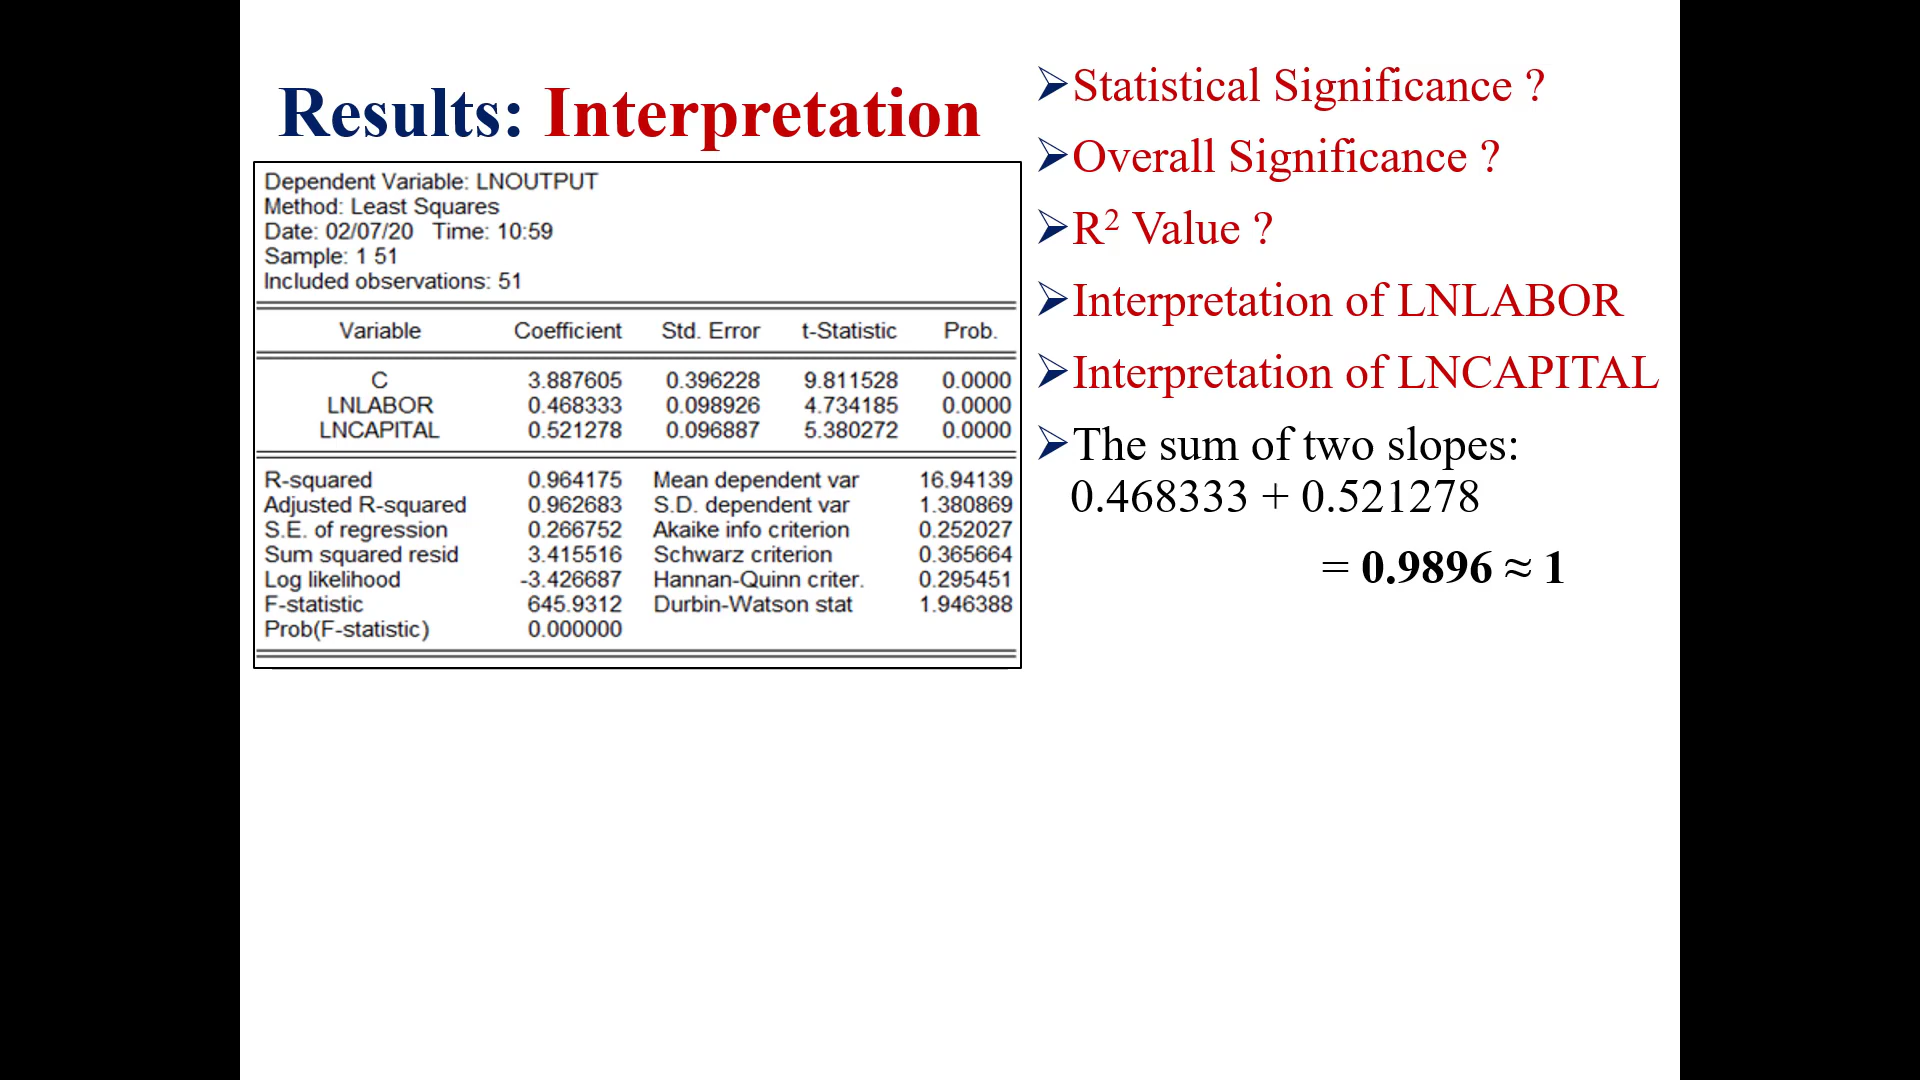 Results: Interpretation
Dependent Variable: LNOUTPUT
Method: Least Squares
Date: 02/07/20 Time: 10:59
Sample: 1 51
Included observations: 51
Variable Coefficient Std. Error t-Statistic Prob.
C 3.887605 0.396228 9.811528 0.0000
LNLABOR 0.468333 0.098926 4.734185 0.0000
LNCAPITAL 0.521278 0.096887 5.380272 0.0000
R-squared 0.964175 Mean dependent var 16.94139
Adjusted R-squared 0.962683 S.D. dependent var 1.380869
S.E. of regression 0.266752 Akaike info criterion 0.252027
Sum squared resid 3.415516 Schwarz criterion 0.365664
Log likelihood -3.426687 Hannan-Quinn criter. 0.295451
F-statistic 645.9312 Durbin-Watson stat 1.946388
Prob(F-statistic) 0.000000
➢Statistical Significance ?
➢Overall Significance ?
➢R² Value ?
➢Interpretation of LNLABOR
➢Interpretation of LNCAPITAL
➢The sum of two slopes:
0.468333 + 0.521278
= 0.9896 ≈ 1